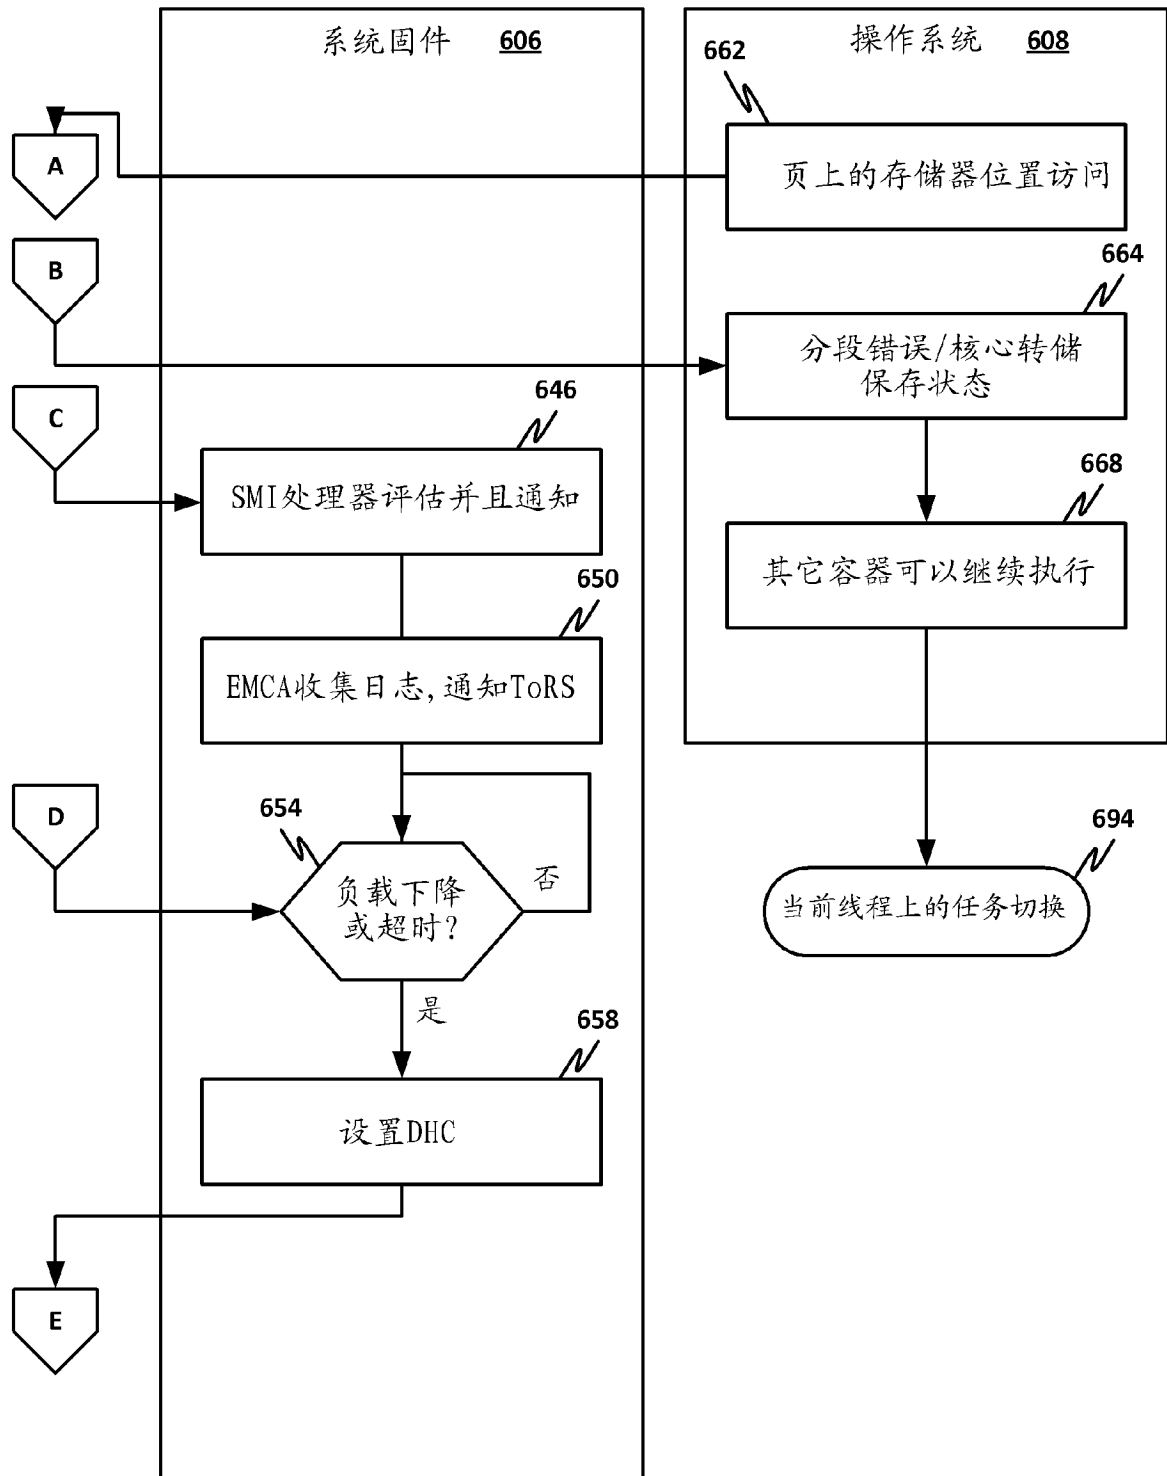 系统固件 606
操作系统 608
662
A
页上的存储器位置访问
B
664
分段错误/核心转储
保存状态
C
646
668
SMI处理器评估并且通知
其它容器可以继续执行
650
EMCA收集日志,通知ToRS
D
654
694
负载下降
或超时?
否
当前线程上的任务切换
是
658
设置DHC
E